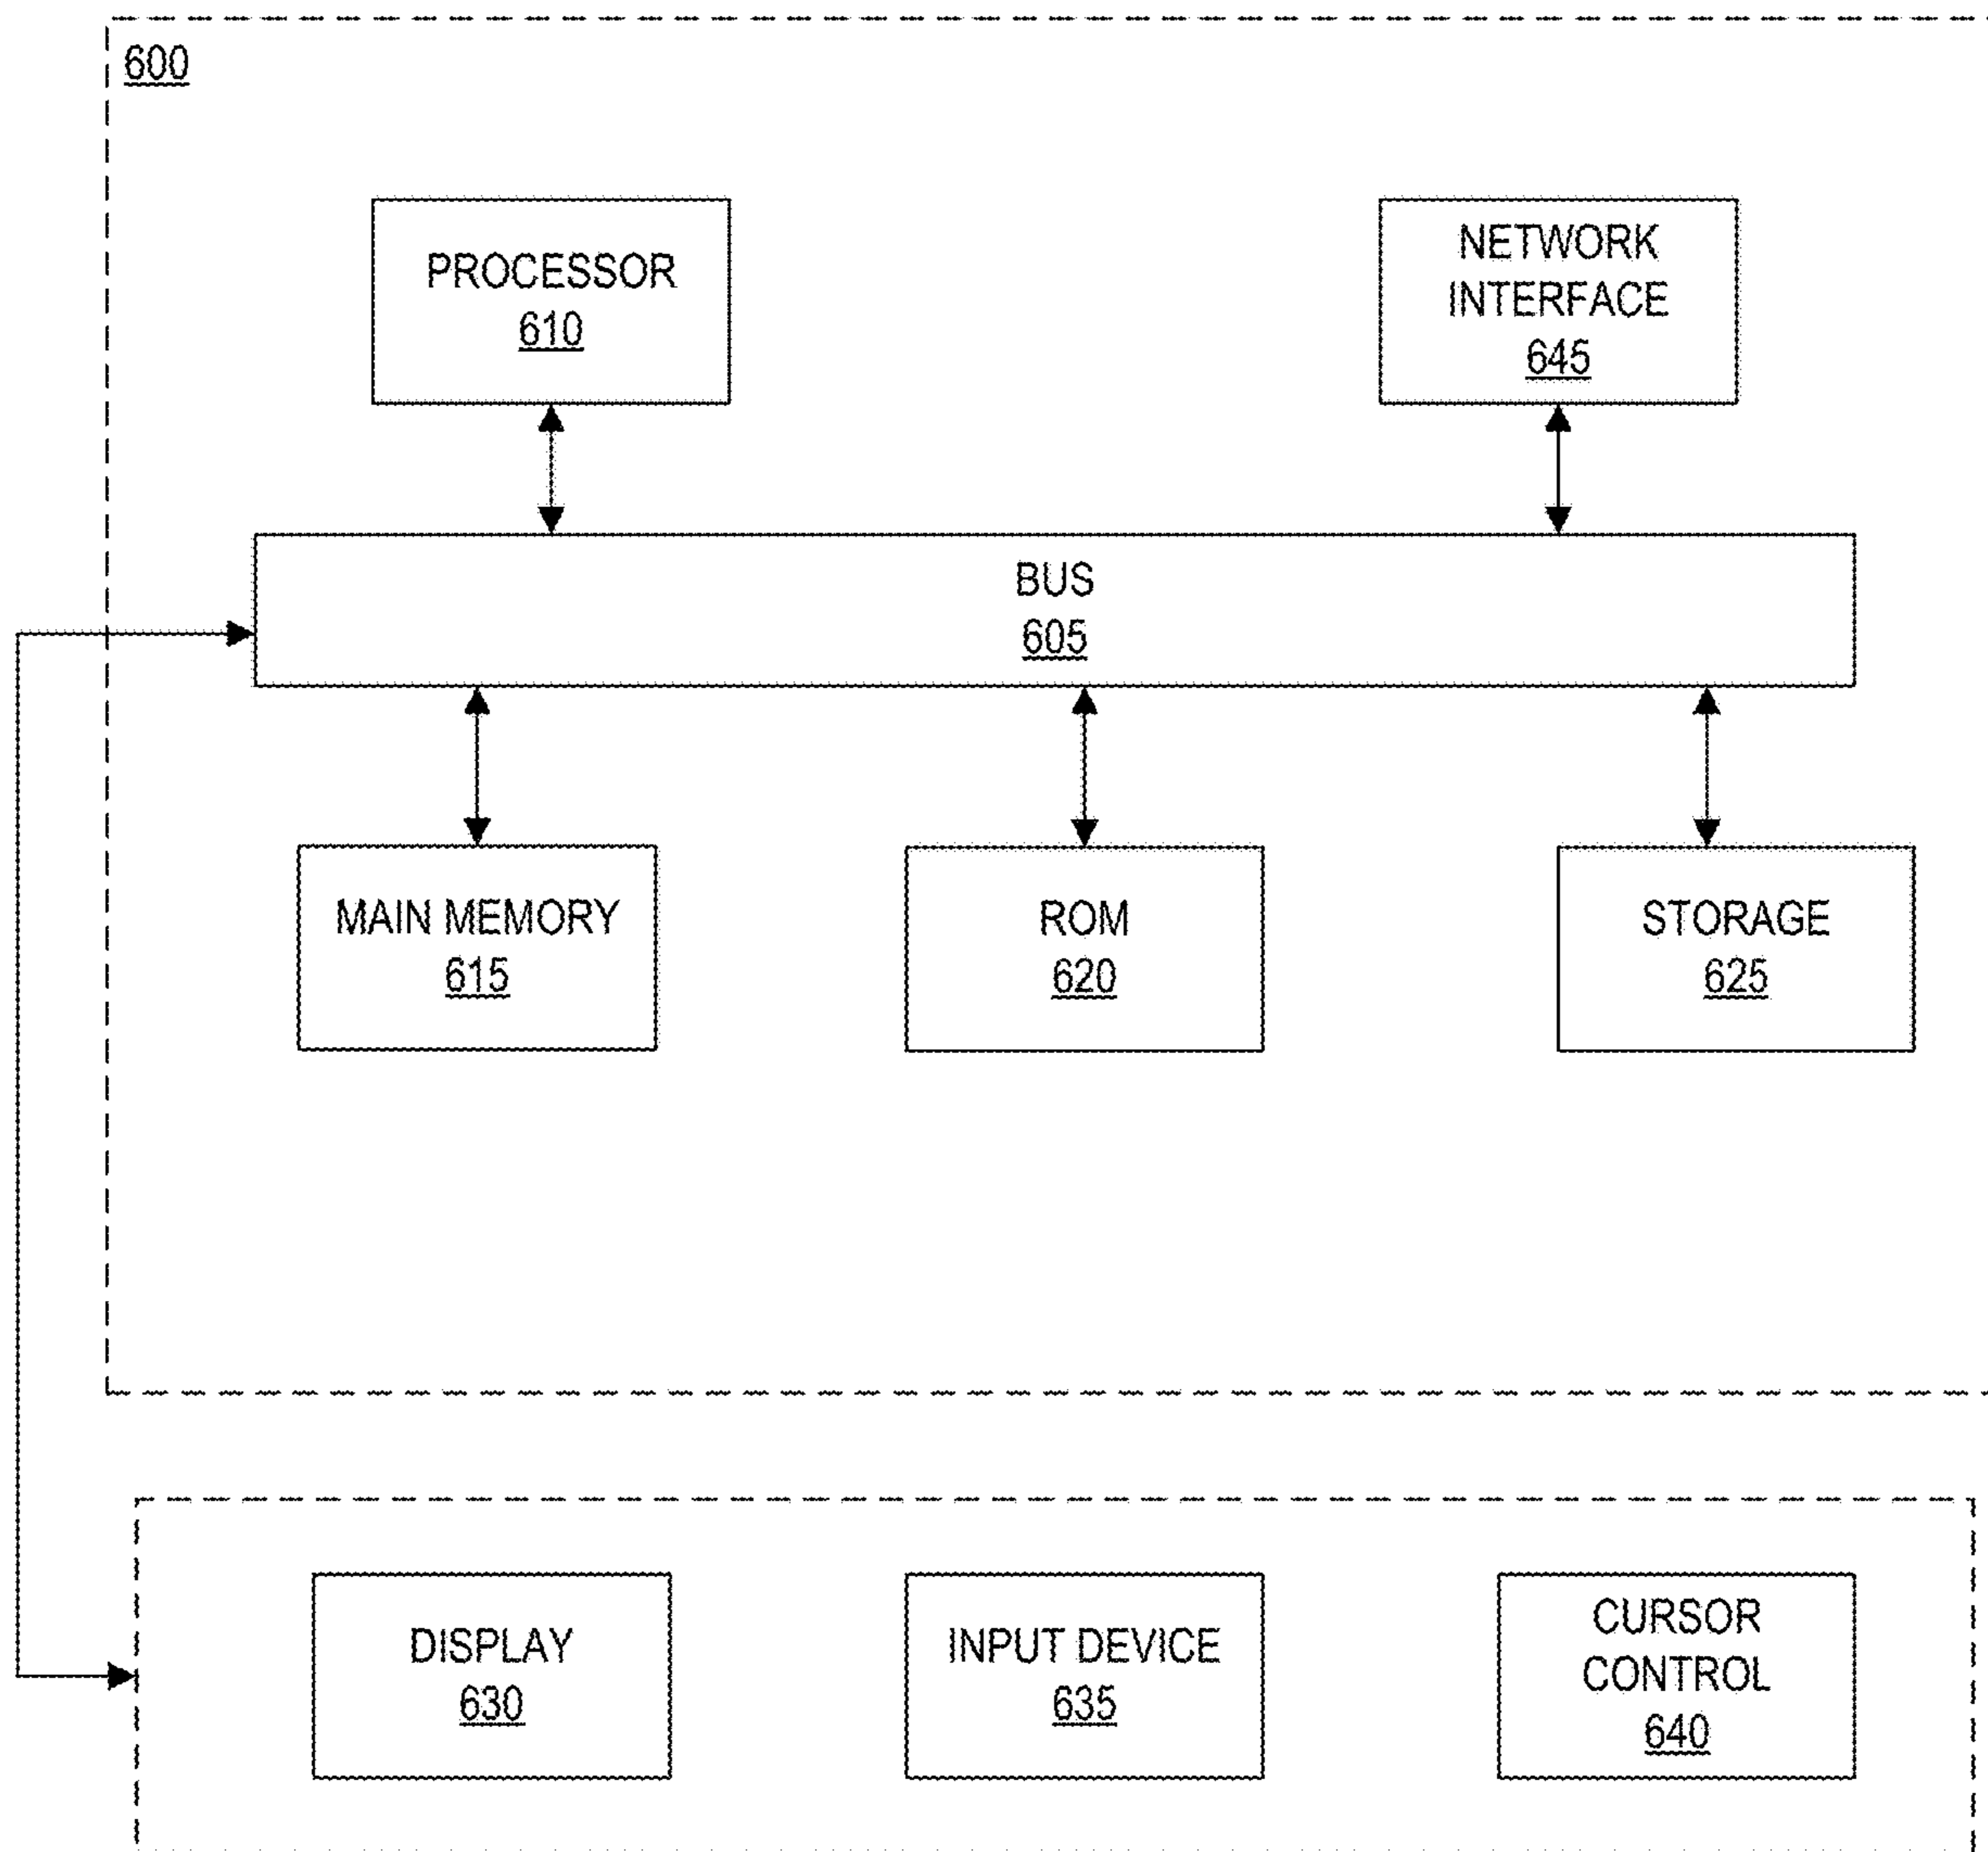 600
PROCESSOR
610
NETWORK
INTERFACE
645
BUS
605
MAIN MEMORY
615
ROM
620
STORAGE
625
DISPLAY
630
INPUT DEVICE
635
CURSOR
CONTROL
640